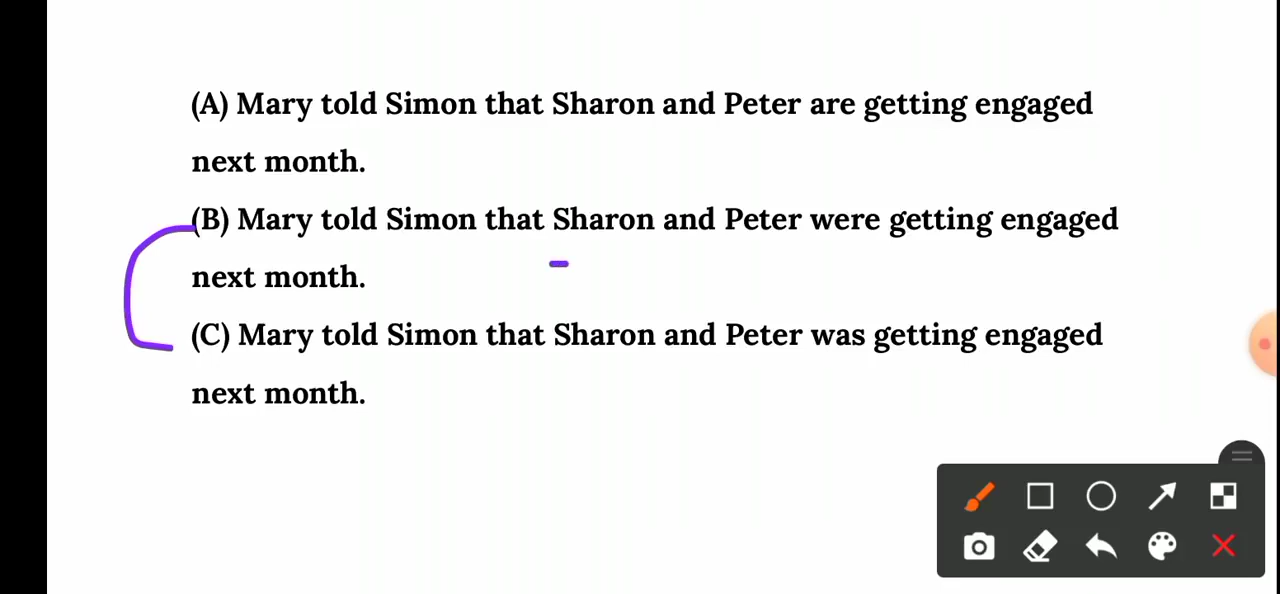 (A) Mary told Simon that Sharon and Peter are getting engaged
next month.
(B) Mary told Simon that Sharon and Peter were getting engaged
next month.
(C) Mary told Simon that Sharon and Peter was getting engaged
next month.